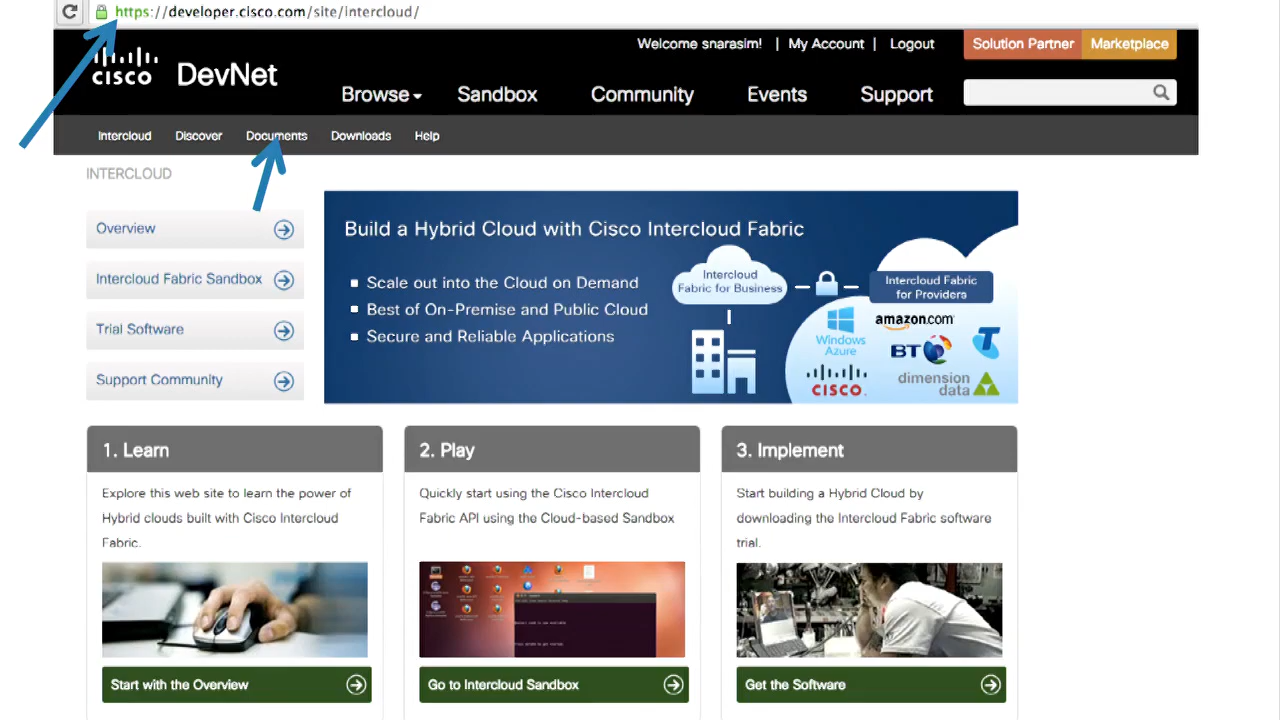 https://developer.cisco.com/site/intercloud/
Welcome snarasim! | My Account | Logout
Solution Partner Marketplace
CISCO DevNet
Browse Sandbox Community Events Support
Intercloud Discover Documents Downloads Help
INTERCLOUD
Overview
Intercloud Fabric Sandbox
Trial Software
Support Community
Build a Hybrid Cloud with Cisco Intercloud Fabric
Scale out into the Cloud on Demand
Best of On-Premise and Public Cloud
Secure and Reliable Applications
Intercloud
Fabric for Business
Intercloud Fabric
for Providers
Windows
Azure
amazon.com
BT
T
CISCO.
dimension
data
1. Learn
Explore this web site to learn the power of
Hybrid clouds built with Cisco Intercloud
Fabric.
Start with the Overview
2. Play
Quickly start using the Cisco Intercloud
Fabric API using the Cloud-based Sandbox
Go to Intercloud Sandbox
3. Implement
Start building a Hybrid Cloud by
downloading the Intercloud Fabric software
trial.
Get the Software